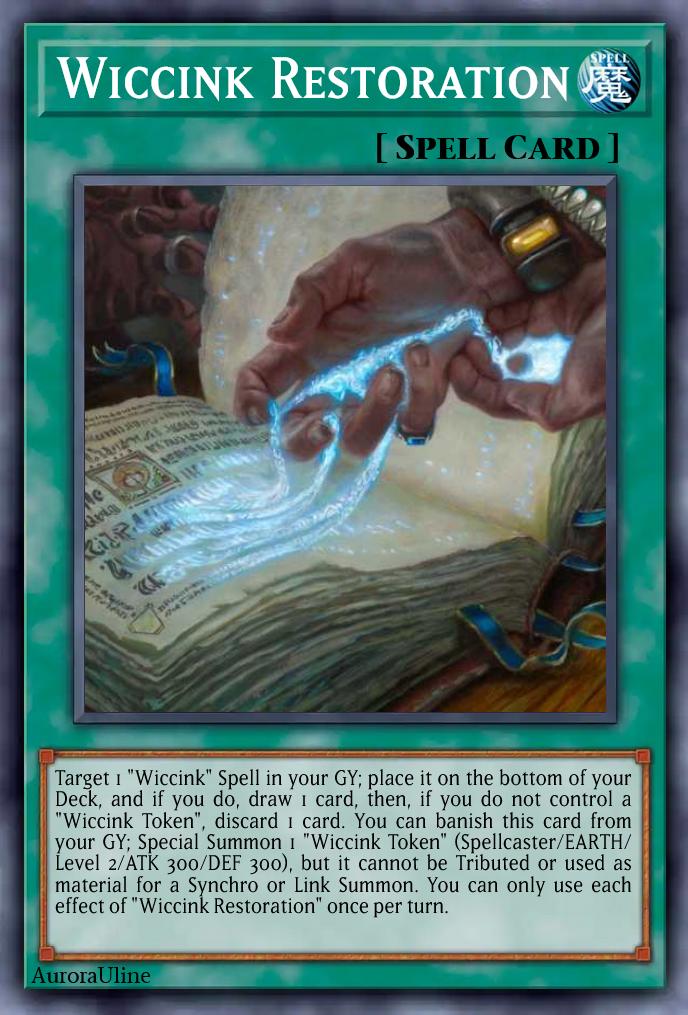 Wiccink Restoration
SPELL
魔
[ Spell Card ]
Target 1 "Wiccink" Spell in your GY; place it on the bottom of your
Deck, and if you do, draw 1 card, then, if you do not control a
"Wiccink Token", discard 1 card. You can banish this card from
your GY; Special Summon 1 "Wiccink Token" (Spellcaster/EARTH/
Level 2/ATK 300/DEF 300), but it cannot be Tributed or used as
material for a Synchro or Link Summon. You can only use each
effect of "Wiccink Restoration" once per turn.
AuroraUline